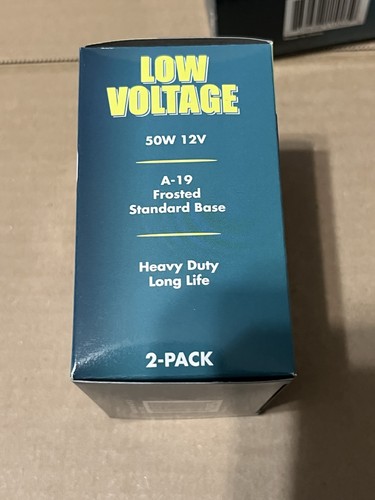 LOW
VOLTAGE
50W 12V
A-19
Frosted
Standard Base
Heavy Duty
Long Life
2-PACK